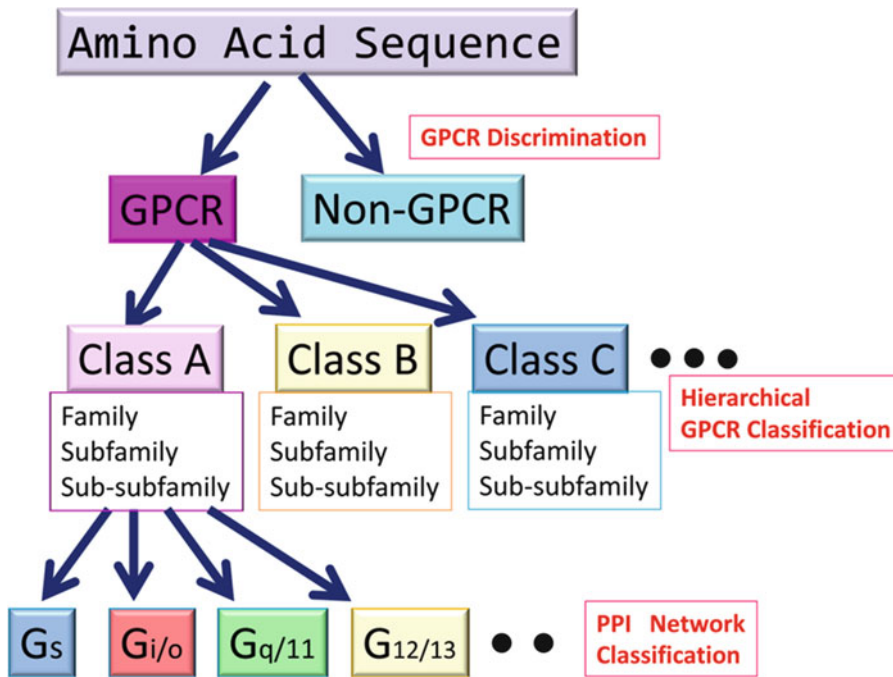 Amino Acid Sequence
GPCR Discrimination
GPCR
Non-GPCR
Class A
Class B
Class C
Family
Subfamily
Sub-subfamily
Family
Subfamily
Sub-subfamily
Family
Subfamily
Sub-subfamily
Hierarchical
GPCR Classification
Gs
Gi/o
Gq/11
G12/13
PPI Network
Classification